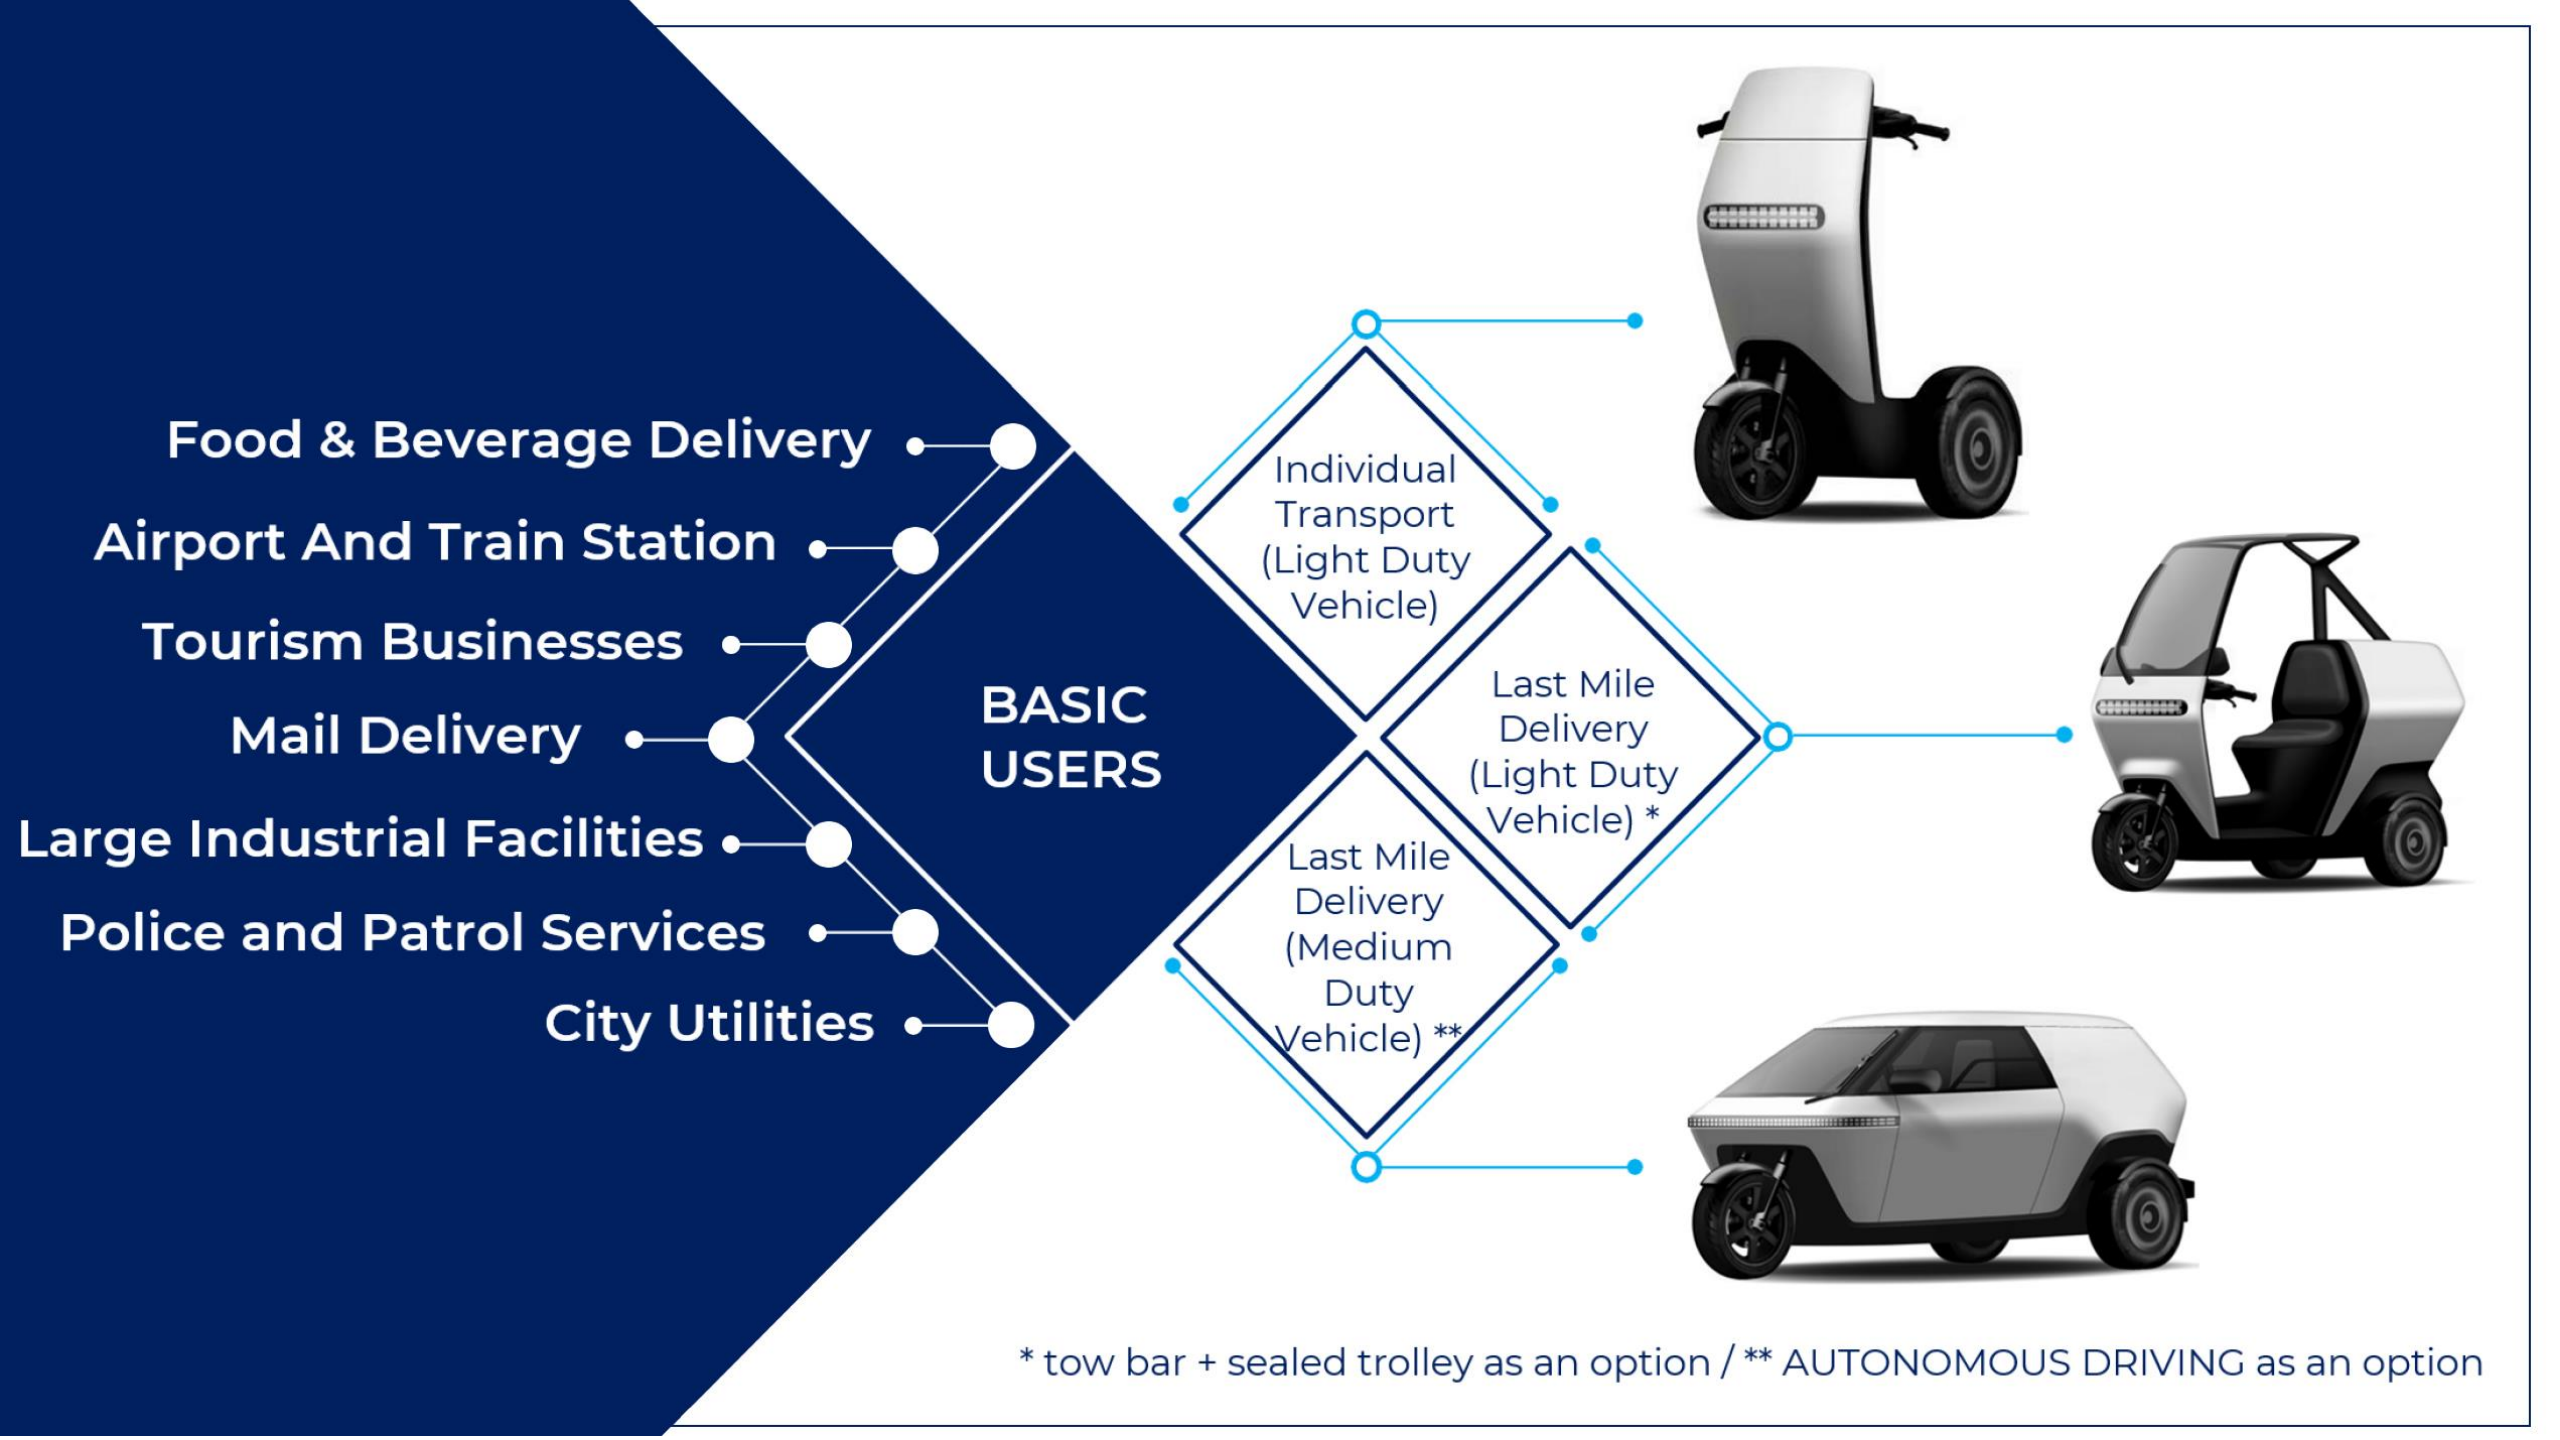 Food & Beverage Delivery
Airport And Train Station
Tourism Businesses
Mail Delivery
Large Industrial Facilities
Police and Patrol Services
City Utilities
BASIC
USERS
Individual
Transport
(Light Duty
Vehicle)
Last Mile
Delivery
(Light Duty
Vehicle) *
Last Mile
Delivery
(Medium
Duty
Vehicle) **
* tow bar + sealed trolley as an option / ** AUTONOMOUS DRIVING as an option